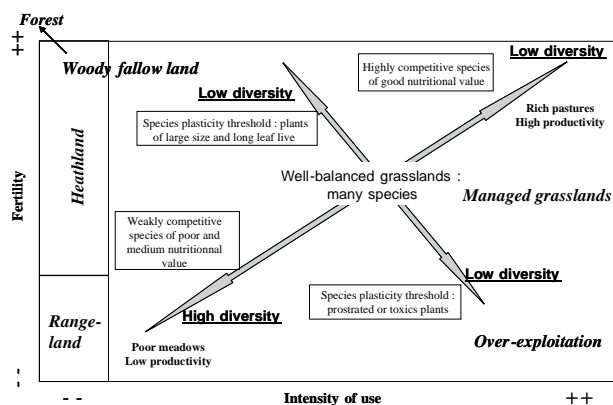 Forest
++
Woody fallow land
Low diversity
Highly competitive species
of good nutritional value
Low diversity
Species plasticity threshold : plants
of large size and long leaf live
Rich pastures
High productivity
Heathland
Fertility
Well-balanced grasslands :
many species
Managed grasslands
Weakly competitive
species of poor and
medium nutritionnal
value
Low diversity
Species plasticity threshold :
prostrated or toxics plants
High diversity
Range-
land
Poor meadows
Low productivity
Over-exploitation
- -
- -
Intensity of use
++